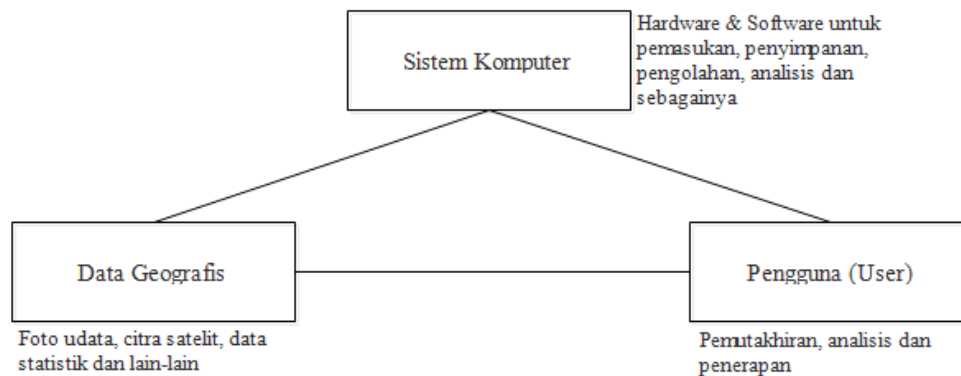 Sistem Komputer
Hardware & Software untuk
pemasukan, penyimpanan,
pengolahan, analisis dan
sebagainya
Data Geografis
Foto udata, citra satelit, data
statistik dan lain-lain
Pengguna (User)
Pemutakhiran, analisis dan
penerapan